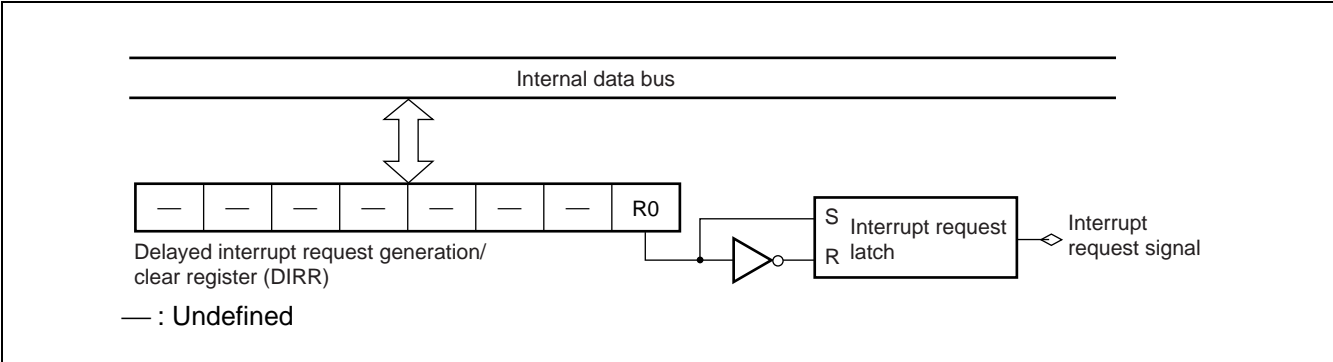 Internal data bus
— — — — — — — R0
Delayed interrupt request generation/
clear register (DIRR)
S
R
Interrupt request
latch
Interrupt
request signal
— : Undefined